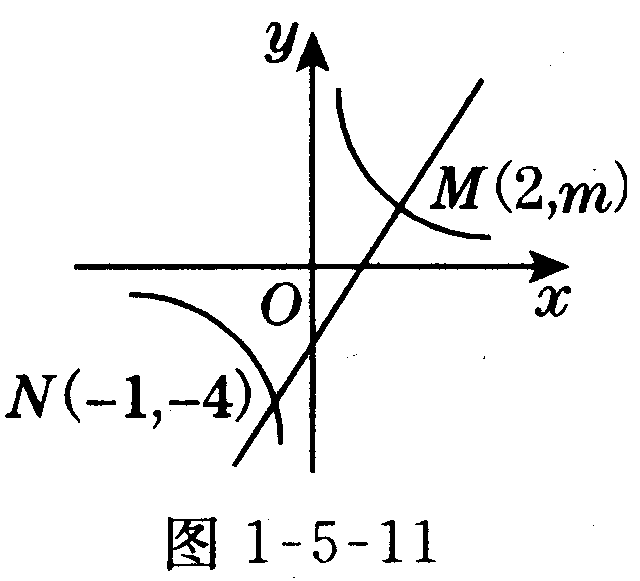 y
M(2,m)
O
x
N(-1,-4)
图 1-5-11